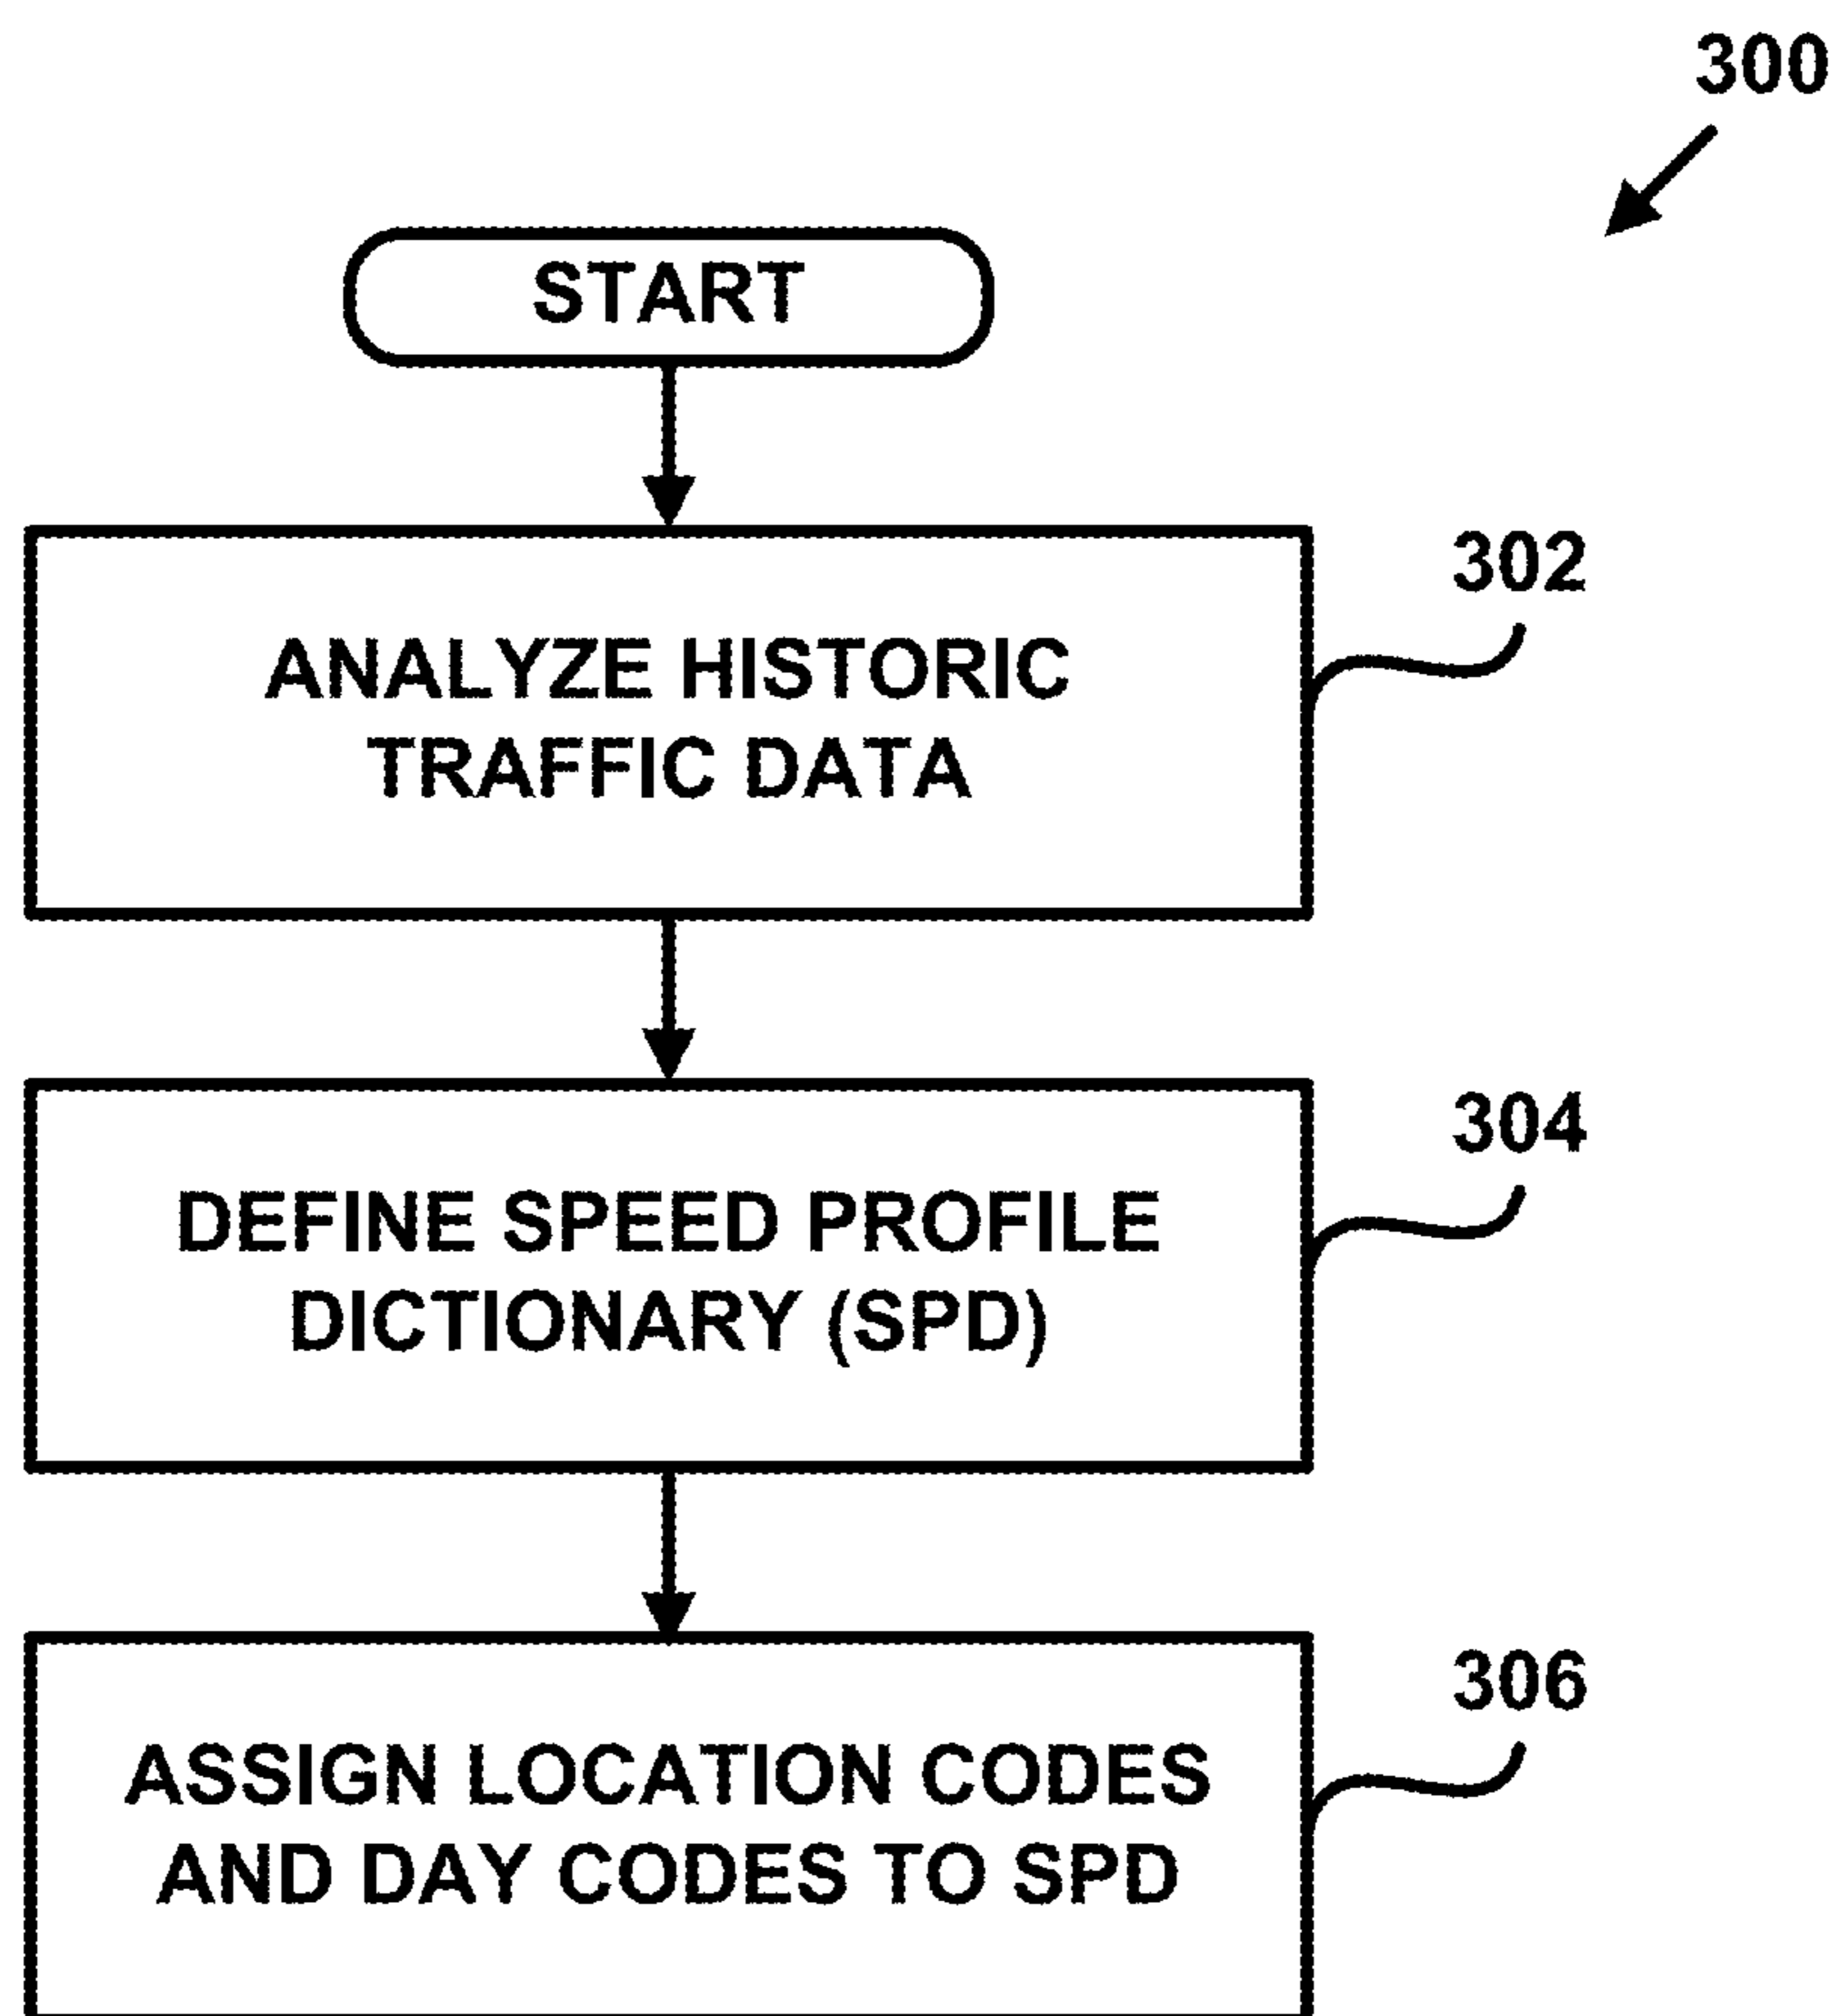 300
START
302
ANALYZE HISTORIC
TRAFFIC DATA
304
DEFINE SPEED PROFILE
DICTIONARY (SPD)
306
ASSIGN LOCATION CODES
AND DAY CODES TO SPD